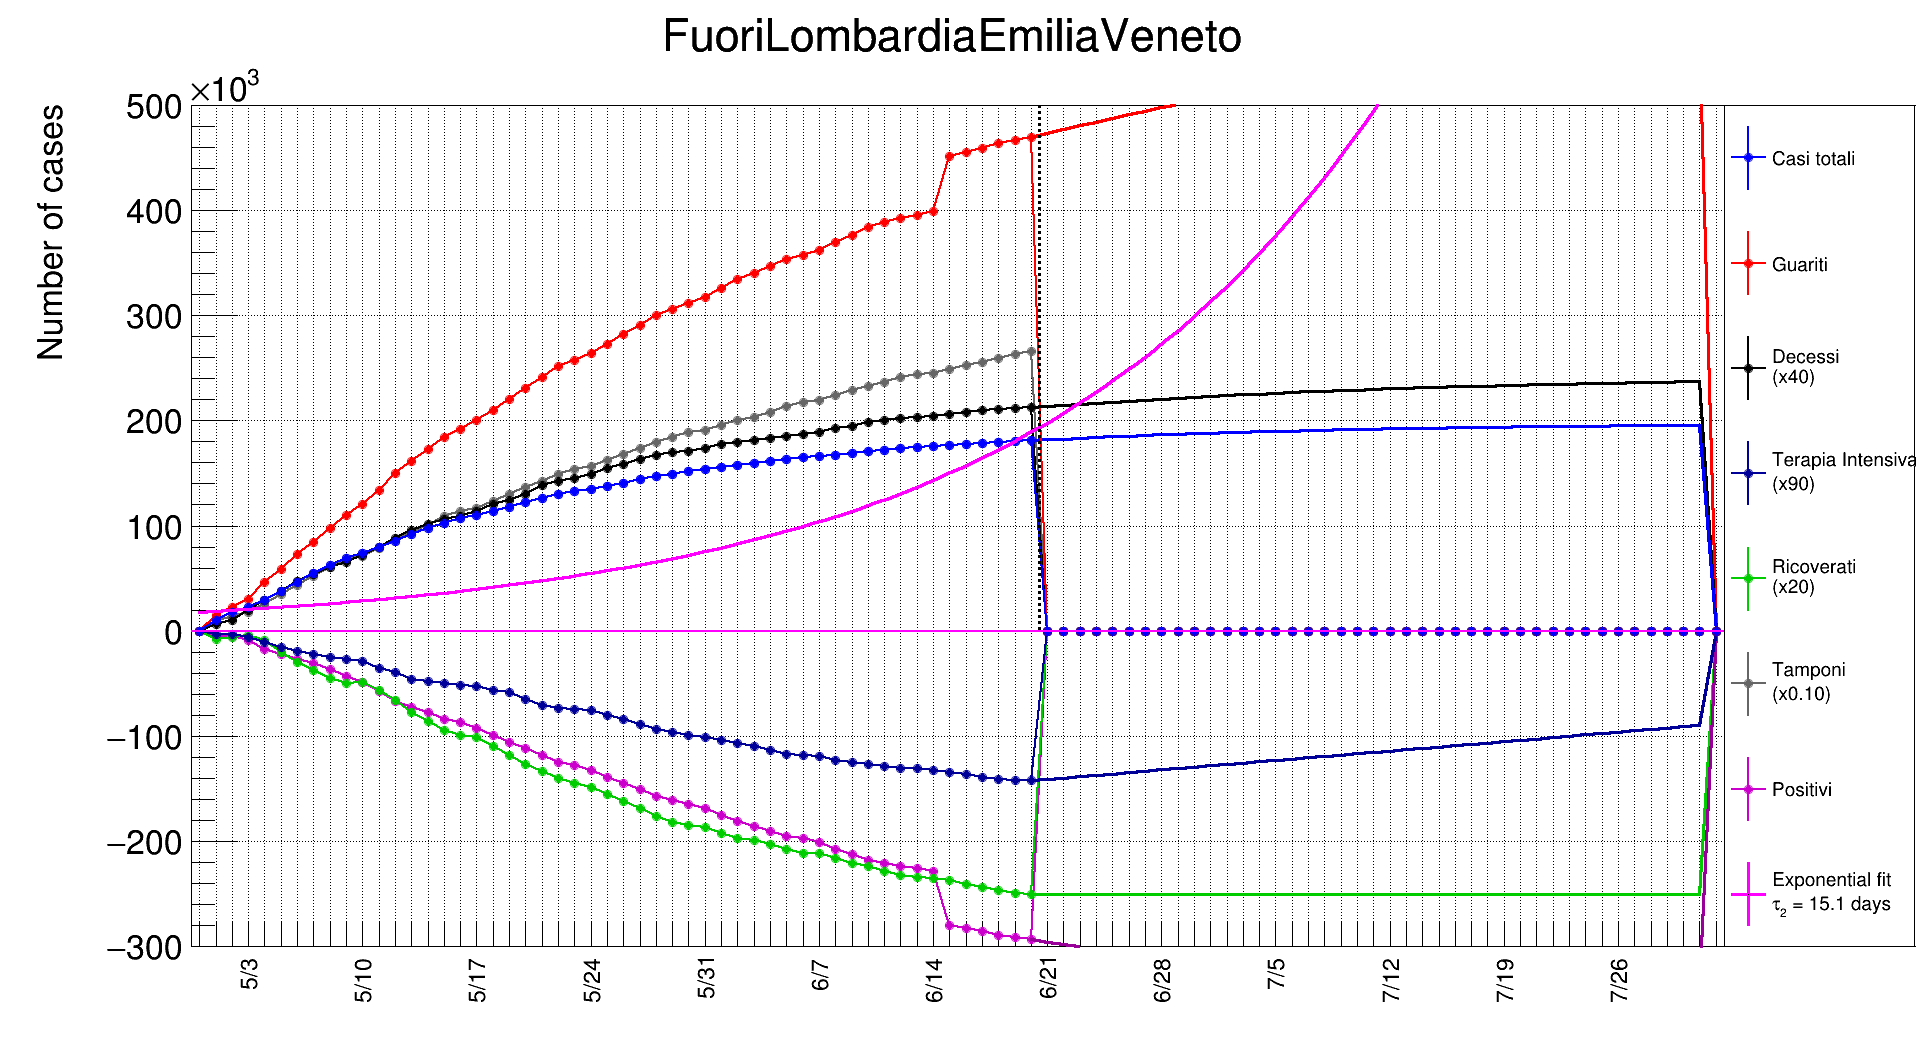 FuoriLombardiaEmiliaVeneto
×10³
Number of cases
500
400
300
200
100
0
−100
−200
−300
5/3
5/10
5/17
5/24
5/31
6/7
6/14
6/21
6/28
7/5
7/12
7/19
7/26
Casi totali
Guariti
Decessi
(x40)
Terapia Intensiva
(x90)
Ricoverati
(x20)
Tamponi
(x0.10)
Positivi
Exponential fit
τ₂ = 15.1 days